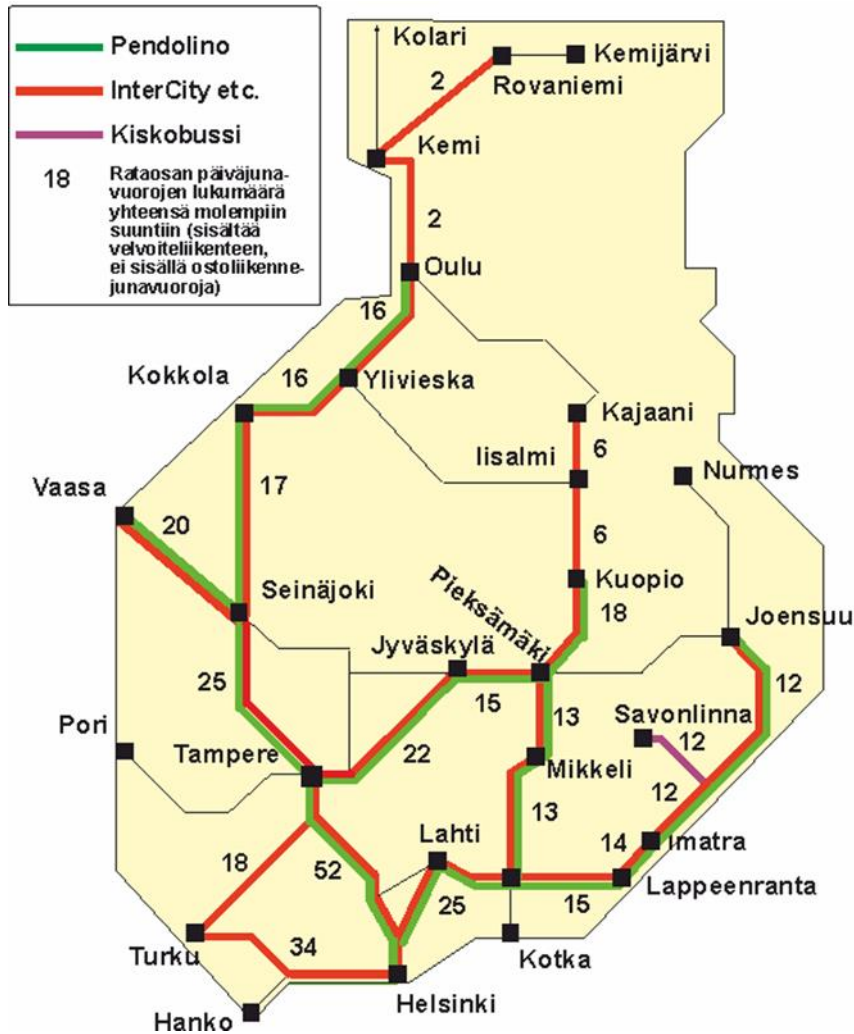 Pendolino
InterCity etc.
Kiskobussi
18
Rataosan päiväjuna-
vuorojen lukumäärä
yhteensä molempiin
suuntiin (sisältää
velvoiteliikenteen,
ei sisällä ostoliikenne-
junavuoroja)
Kolari
Kemijärvi
2
Rovaniemi
Kemi
2
Oulu
16
Kokkola
16
Ylivieska
Kajaani
6
Iisalmi
Nurmes
Vaasa
17
20
6
Kuopio
Seinäjoki
Pieksämäki
18
Joensuu
Jyväskylä
25
15
13
12
Pori
Savonlinna
Tampere
22
12
Mikkeli
12
13
Lahti
14
Imatra
18
52
Lappeenranta
25
15
Turku
34
Kotka
Helsinki
Hanko